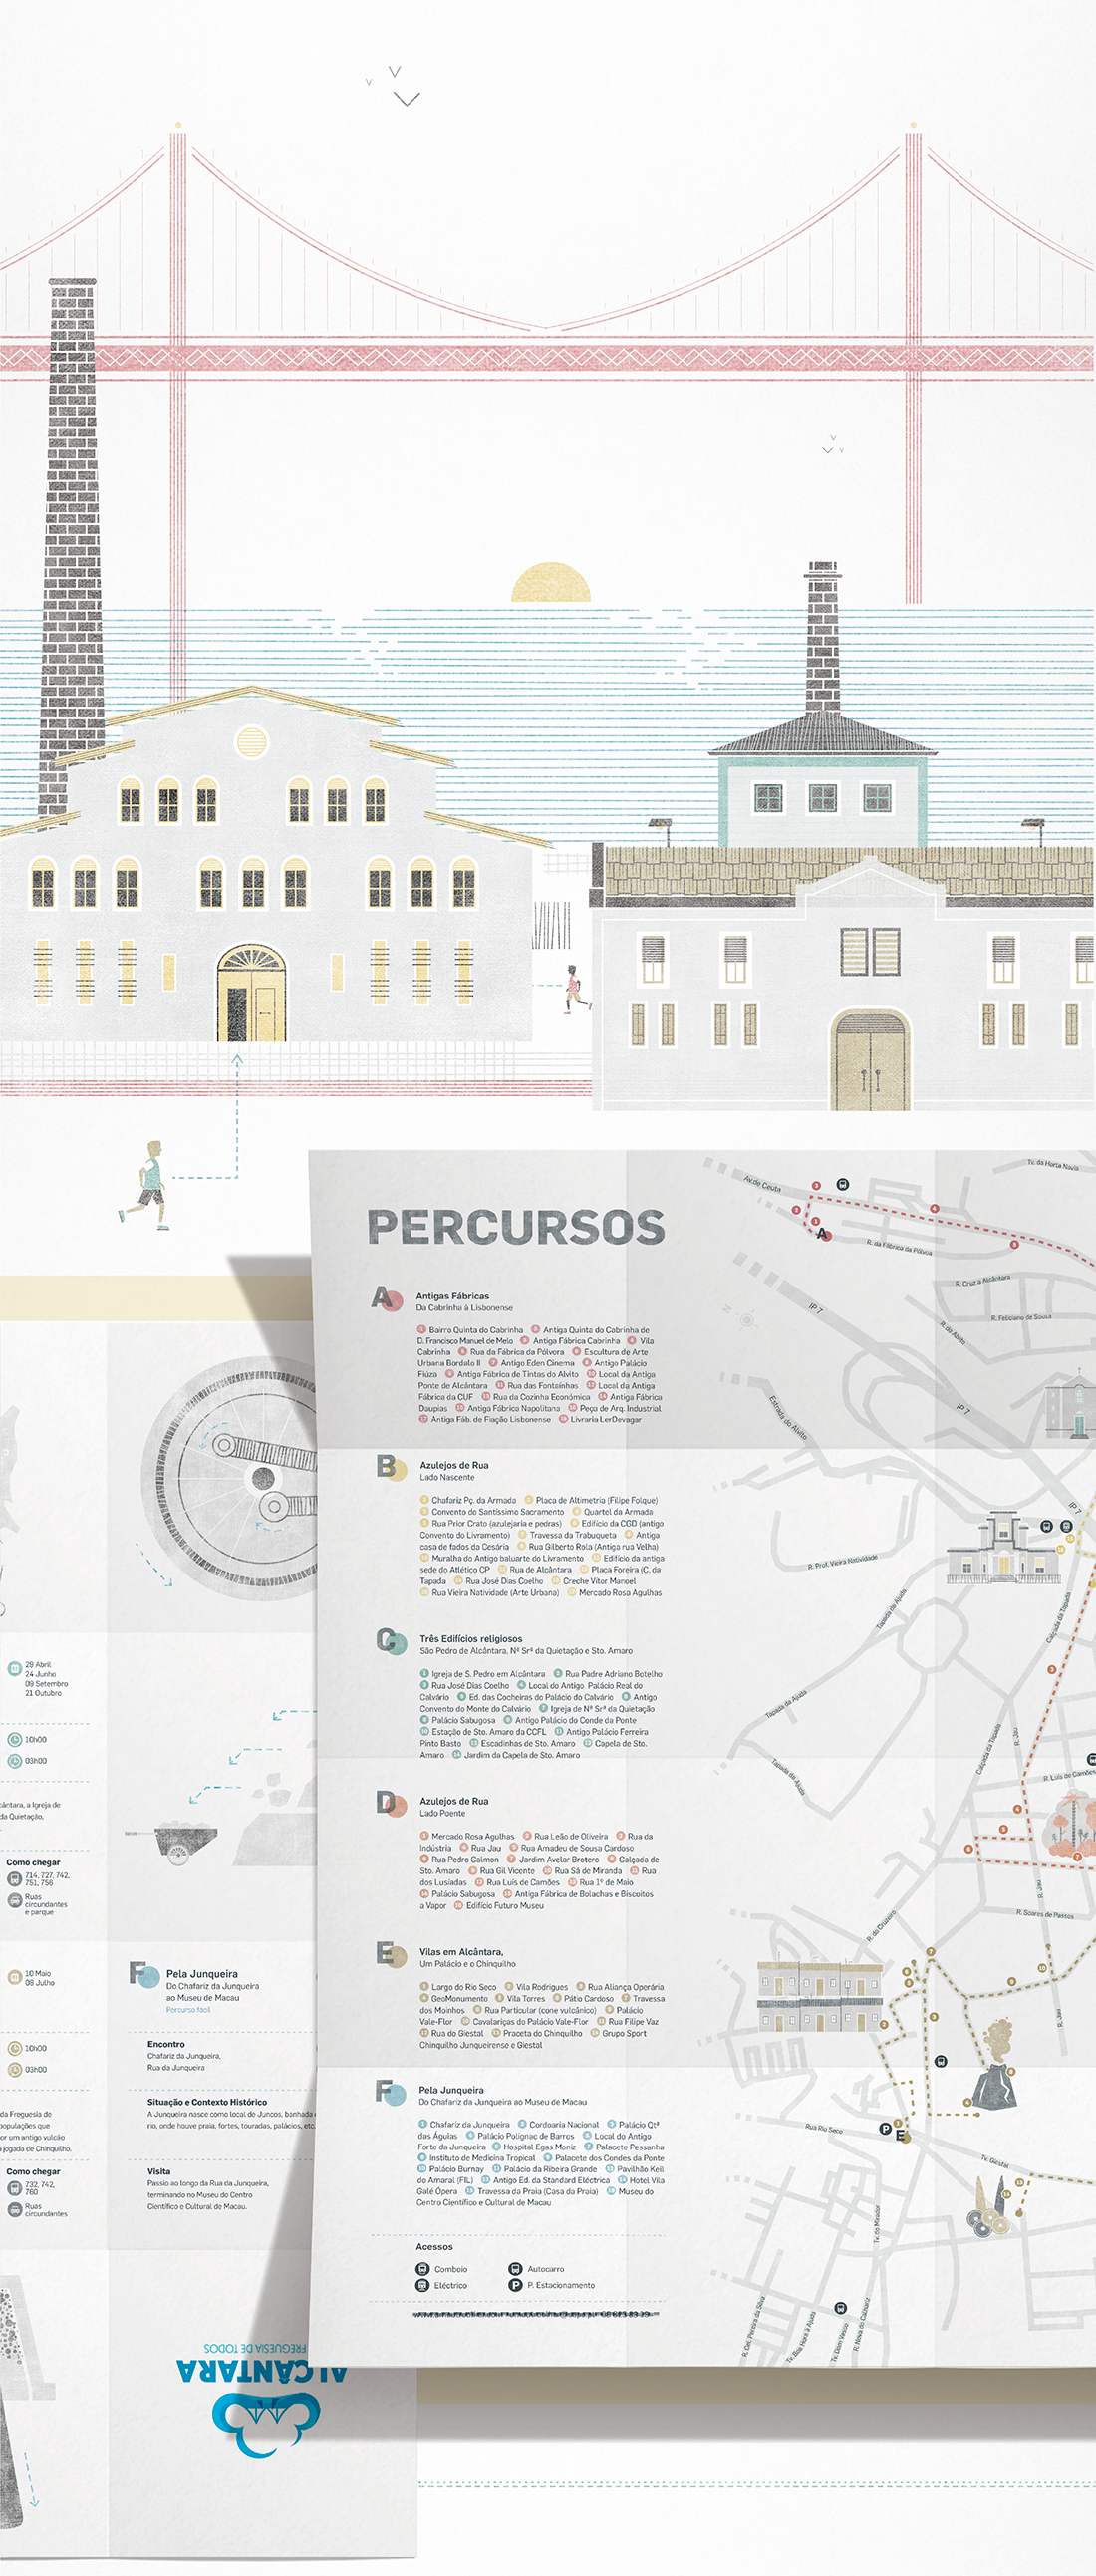 PERCURSOS
A
Antigas Fábricas
Da Cabrinha à Lisbonense
1 Bairro Quinta do Cabrinha 2 Antiga Quinta do Cabrinha de
D. Francisco Manuel de Melo 3 Antiga Fábrica Cabrinha 4 Vila
Cabrinha 5 Rua da Fábrica da Pólvora 6 Escultura de Arte
Urbana Bordalo II 7 Antigo Eden Cinema 8 Antigo Palácio
Fiúza 9 Antiga Fábrica de Tintas do Alvito 10 Local da Antiga
Ponte de Alcântara 11 Rua das Fontaínhas 12 Local da Antiga
Fábrica da CUF 13 Rua da Cozinha Económica 14 Antiga Fábrica
Daupias 15 Antiga Fábrica Napolitana 16 Peça de Arq. Industrial
17 Antiga Fáb. de Fiação Lisbonense 18 Livraria LerDevagar
B
Azulejos de Rua
Lado Nascente
1 Chafariz Pç. da Armada 2 Placa de Altimetria (Filipe Folque)
3 Convento do Santíssimo Sacramento 4 Quartel da Armada
5 Rua Prior Crato (azulejaria e pedras) 6 Edifício da CCD (antigo
Convento do Livramento) 7 Travessa da Trabuqueta 8 Antiga
casa de fados da Cesária 9 Rua Gilberto Rola (Antiga rua Velha)
10 Muralha do Antigo baluarte do Livramento 11 Edifício da antiga
sede do Atlético CP 12 Rua de Alcântara 13 Placa Foreira (C. da
Tapada 14 Rua José Dias Coelho 15 Creche Vítor Manoel
16 Rua Vieira Natividade (Arte Urbana) 17 Mercado Rosa Agulhas
C
Três Edifícios religiosos
São Pedro de Alcântara, Nª Srª da Quietação e Sto. Amaro
1 Igreja de S. Pedro em Alcântara 2 Rua Padre Adriano Botelho
3 Rua José Dias Coelho 4 Local do Antigo Palácio Real do
Calvário 5 Ed. das Cocheiras do Palácio do Calvário 6 Antigo
Convento do Monte do Calvário 7 Igreja de Nª Srª da Quietação
8 Palácio Sabugosa 9 Antigo Palácio do Conde da Ponte
10 Estação de Sto. Amaro da CCFL 11 Antigo Palácio Ferreira
Pinto Basto 12 Escadinhas de Sto. Amaro 13 Capela de Sto.
Amaro 14 Jardim da Capela de Sto. Amaro
D
Azulejos de Rua
Lado Poente
1 Mercado Rosa Agulhas 2 Rua Leão de Oliveira 3 Rua da
Indústria 4 Rua Jau 5 Rua Amadeu de Sousa Cardoso
6 Rua Pedro Calmon 7 Jardim Avelar Brotero 8 Calçada de
Sto. Amaro 9 Rua Gil Vicente 10 Rua Sá de Miranda 11 Rua
dos Lusíadas 12 Rua Luís de Camões 13 Rua 1º de Maio
14 Palácio Sabugosa 15 Antiga Fábrica de Bolachas e Biscoitos
a Vapor 16 Edifício Futuro Museu
E
Vilas em Alcântara,
Um Palácio e o Chinquilho
1 Largo do Rio Seco 2 Vila Rodrigues 3 Rua Aliança Operária
4 GeoMonumento 5 Vila Torres 6 Pátio Cardoso 7 Travessa
dos Moinhos 8 Rua Particular (cone vulcânico) 9 Palácio
Vale-Flor 10 Cavalariças do Palácio Vale-Flor 11 Rua Filipe Vaz
12 Rua do Giestal 13 Praceta do Chinquilho 14 Grupo Sport
Chinquilho Junqueirense e Giestal
F
Pela Junqueira
Do Chafariz da Junqueira ao Museu de Macau
1 Chafariz da Junqueira 2 Cordoaria Nacional 3 Palácio Qtª
das Águias 4 Palácio Polignac de Barros 5 Local do Antigo
Forte da Junqueira 6 Hospital Egas Moniz 7 Palacete Pessanha
8 Instituto de Medicina Tropical 9 Palacete dos Condes da Ponte
10 Palácio Burnay 11 Palácio da Ribeira Grande 12 Pavilhão Keil
do Amaral (FIL) 13 Antigo Ed. da Standard Eléctrica 14 Hotel Vila
Galé Ópera 15 Travessa da Praia (Casa da Praia) 16 Museu do
Centro Científico e Cultural de Macau
Acessos
Comboio Autocarro
Eléctrico P P. Estacionamento
Av.de Ceuta
Tv. da Horta Navia
R. da Fábrica da Pólvora
R. Cruz a Alcântara
R. Feliciano de Sousa
R. do Alvito
IP 7
IP 7
IP 7
Estrada do Alvito
R. Prof. Vieira Natividade
Tapada da Ajuda
Tapada da Ajuda
Tapada da Ajuda
Calçada da Tapada
Calçada da Tapada
R. Jau
R. Luís de Camões
R. Jau
R. Soares de Passos
R. do Cruzeiro
R. Jau
Rua Rio Seco
P
E
Tv. Giestal
Tv. do Mirador
R. Cel. Pereira da Silva
Tv. Boa Hora à Ajuda
Tv. Dom Vasco
R. Nova do Calhariz
A
28 Abril
24 Junho
09 Setembro
21 Outubro
10h00
03h00
cântara, a Igreja de
da Quietação,
Como chegar
714, 727, 742,
751, 756
Ruas
circundantes
e parque
10 Maio
08 Julho
10h00
03h00
da Freguesia de
populações que
or um antigo vulcão
jogada de Chinquilho.
Como chegar
732, 742,
760
Ruas
circundantes
F
Pela Junqueira
Do Chafariz da Junqueira
ao Museu de Macau
Percurso fácil
Encontro
Chafariz da Junqueira,
Rua da Junqueira
Situação e Contexto Histórico
A Junqueira nasce como local de Juncos, banhada
rio, onde houve praia, fortes, touradas, palácios, etc.
Visita
Passio ao longo da Rua da Junqueira,
terminando no Museu do Centro
Científico e Cultural de Macau.
FREGUESIA DE TODOS
ALCÂNTARA